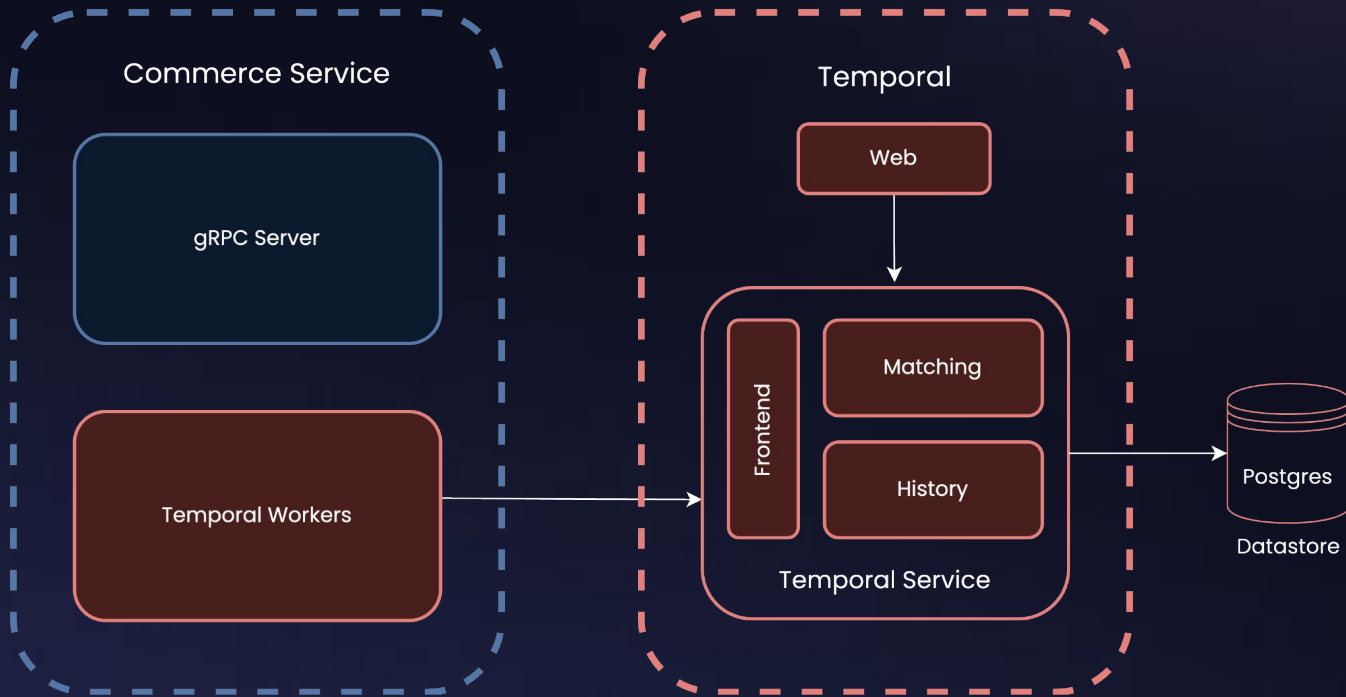 Commerce Service
gRPC Server
Temporal Workers
Temporal
Web
Frontend
Matching
History
Temporal Service
Postgres
Datastore